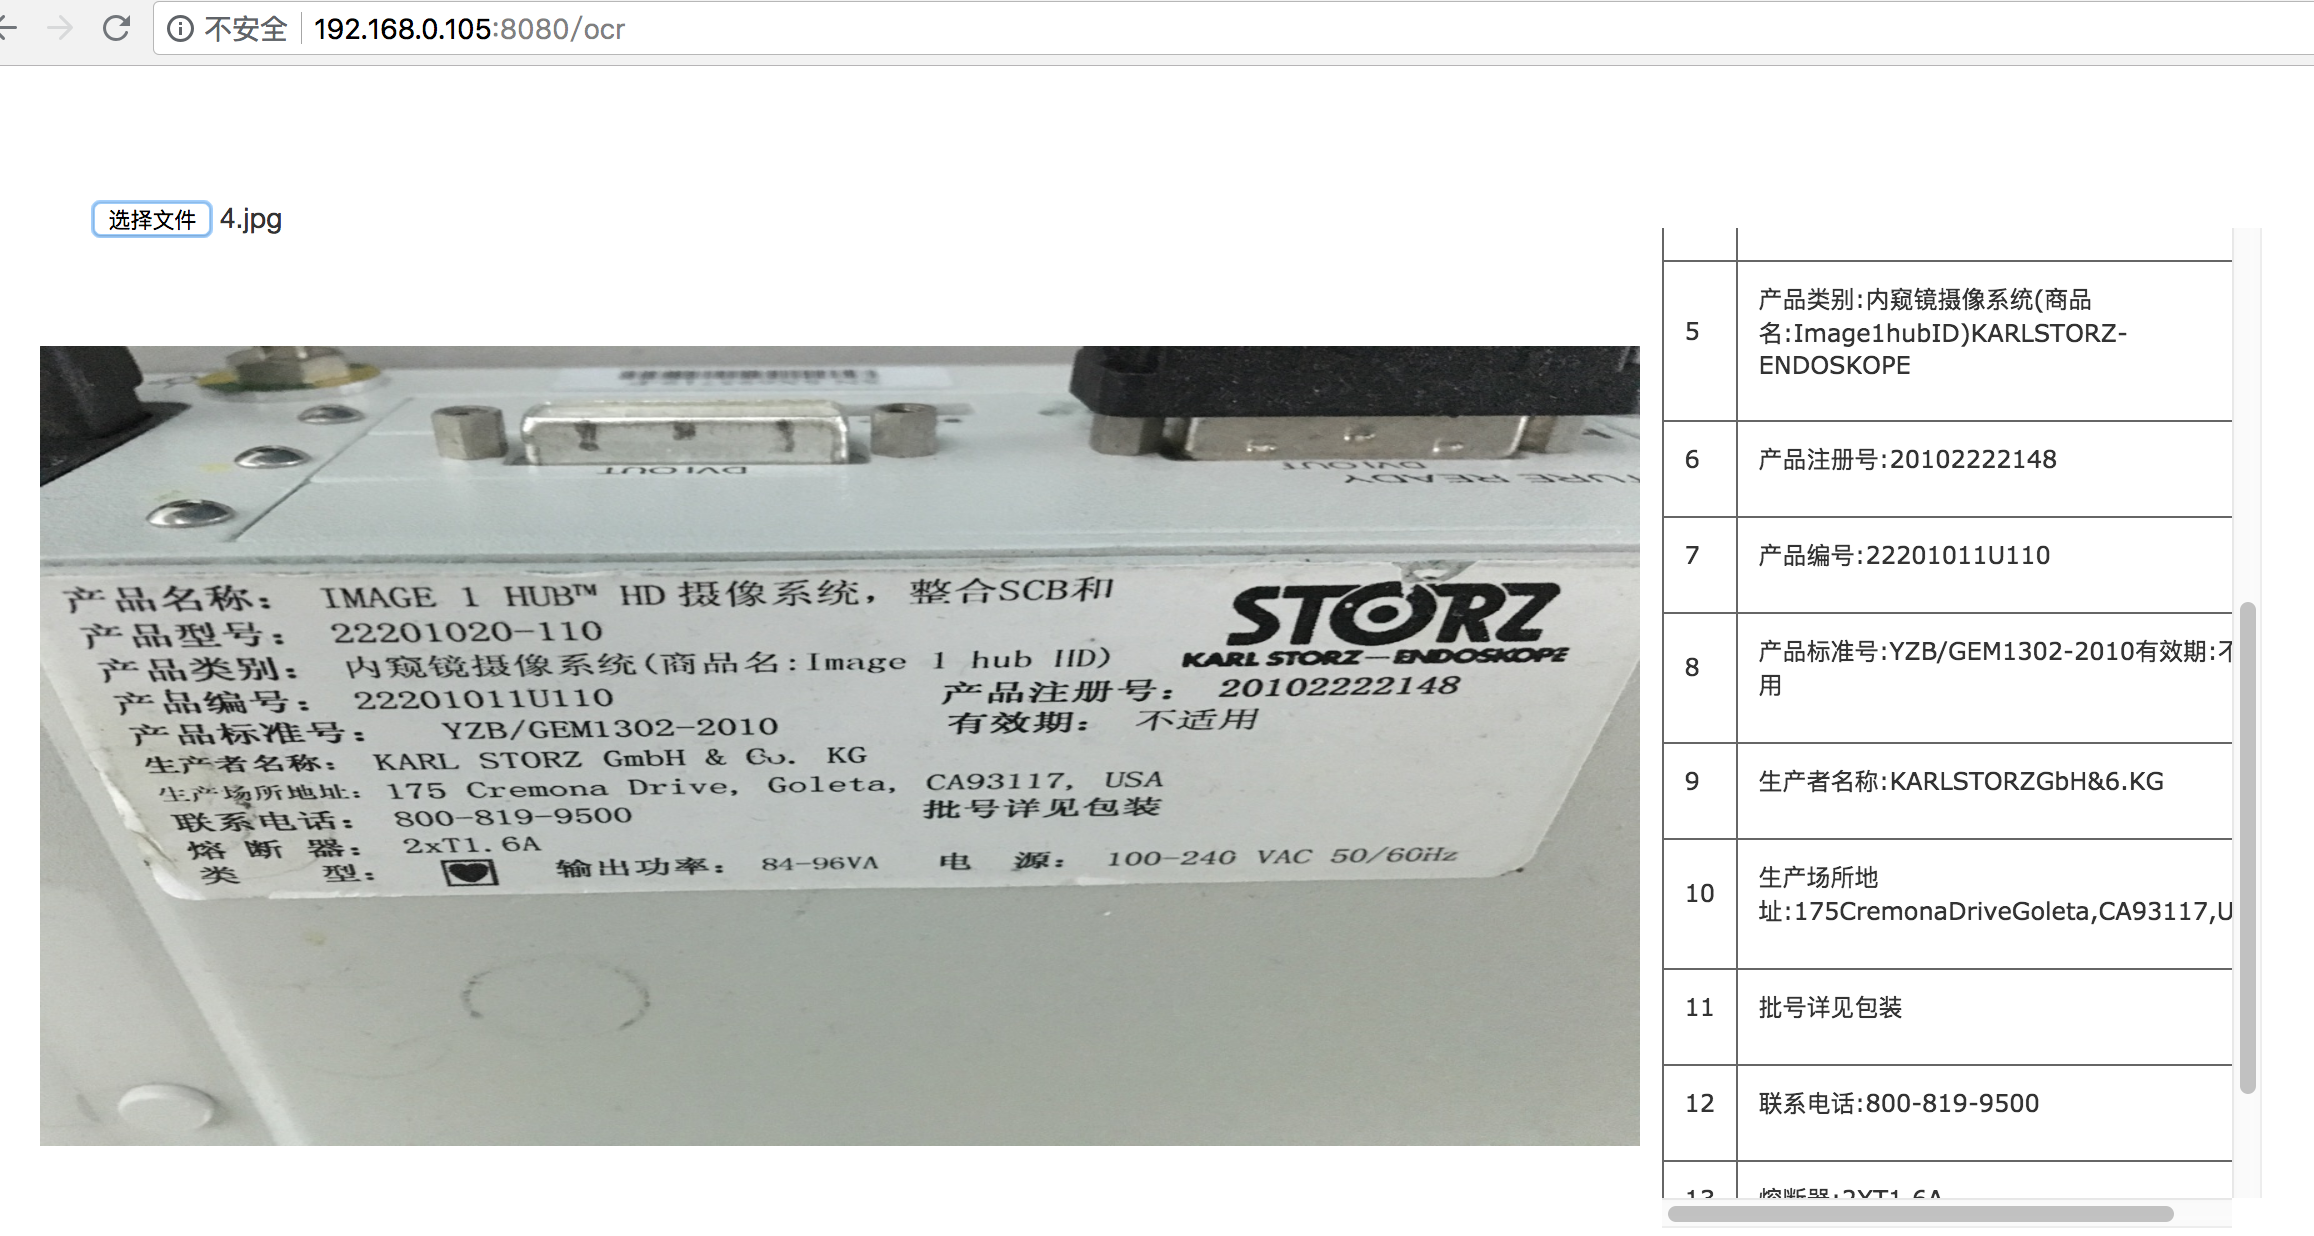 不安全 192.168.0.105:8080/ocr
选择文件 4.jpg
DVI OUT
DVI OUT
TURE READY
产品名称： IMAGE 1 HUB™ HD 摄像系统，整合SCB和
产品型号： 22201020-110
产品类别： 内窥镜摄像系统(商品名:Image 1 hub HD)
产品编号： 22201011U110
产品注册号： 20102222148
产品标准号： YZB/GEM1302-2010
有效期： 不适用
生产者名称： KARL STORZ GmbH & Co. KG
生产场所地址： 175 Cremona Drive, Goleta, CA93117, USA
联系电话： 800-819-9500
批号详见包装
熔 断 器： 2xT1.6A
类 型： 输出功率： 84-96VA 电 源： 100-240 VAC 50/60Hz
STORZ
KARL STORZ—ENDOSKOPE
5 产品类别:内窥镜摄像系统(商品
名:Image1hubID)KARLSTORZ-
ENDOSKOPE
6 产品注册号:20102222148
7 产品编号:22201011U110
8 产品标准号:YZB/GEM1302-2010有效期:不
用
9 生产者名称:KARLSTORZGbH&6.KG
10 生产场所地
址:175CremonaDriveGoleta,CA93117,U
11 批号详见包装
12 联系电话:800-819-9500
13 熔断器:2XT1.6A